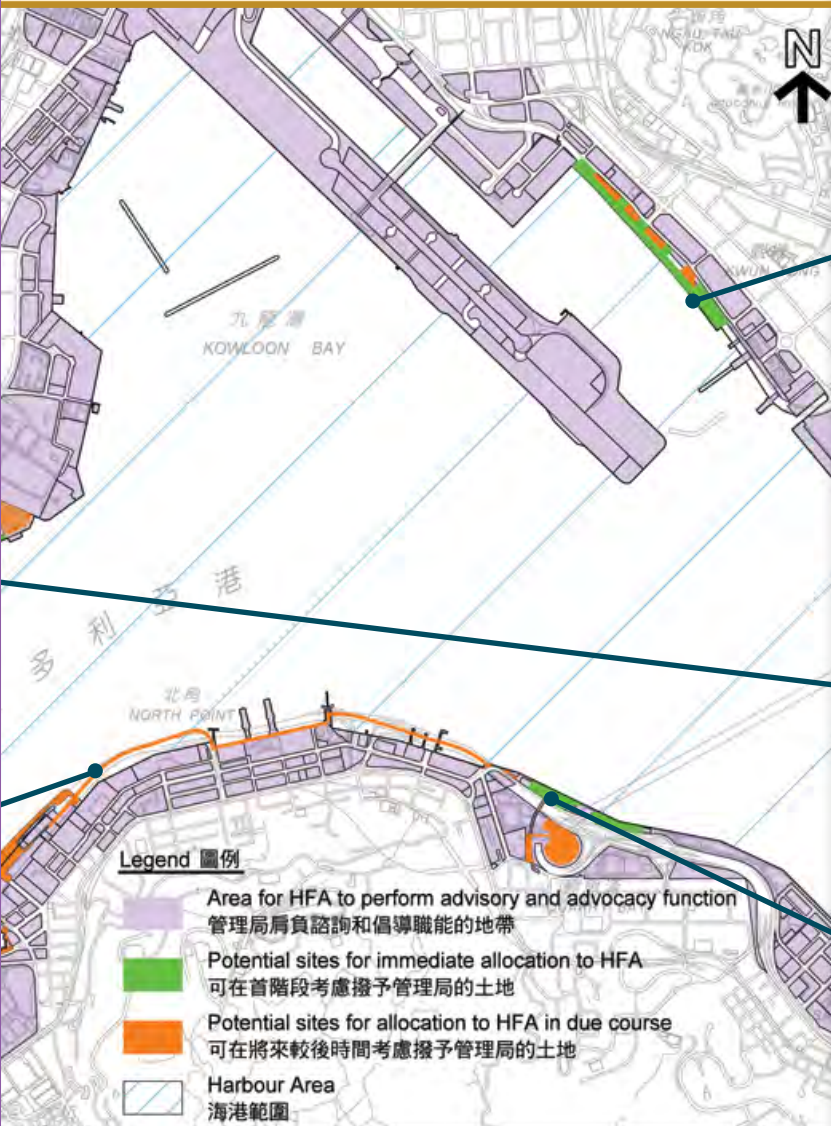 NGAU TAU
KOK
N
KWUN TONG
九龍灣
KOWLOON BAY
多利亞港
北角
NORTH POINT
Legend 圖例
Area for HFA to perform advisory and advocacy function
管理局肩負諮詢和倡導職能的地帶
Potential sites for immediate allocation to HFA
可在首階段考慮撥予管理局的土地
Potential sites for allocation to HFA in due course
可在將來較後時間考慮撥予管理局的土地
Harbour Area
海港範圍